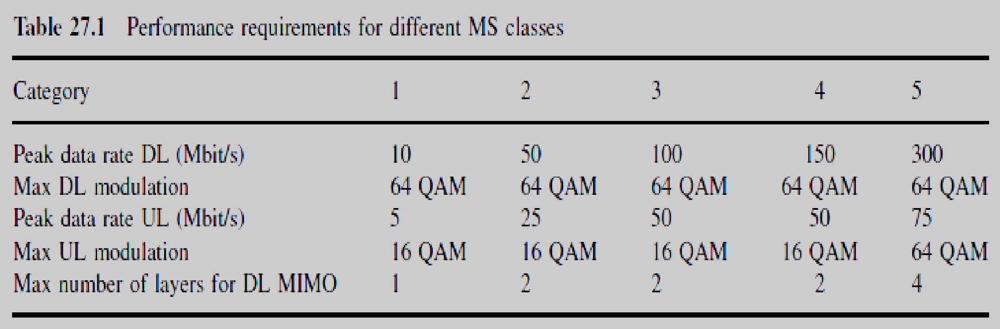 Table 27.1 Performance requirements for different MS classes
Category 1 2 3 4 5
Peak data rate DL (Mbit/s) 10 50 100 150 300
Max DL modulation 64 QAM 64 QAM 64 QAM 64 QAM 64 QAM
Peak data rate UL (Mbit/s) 5 25 50 50 75
Max UL modulation 16 QAM 16 QAM 16 QAM 16 QAM 64 QAM
Max number of layers for DL MIMO 1 2 2 2 4